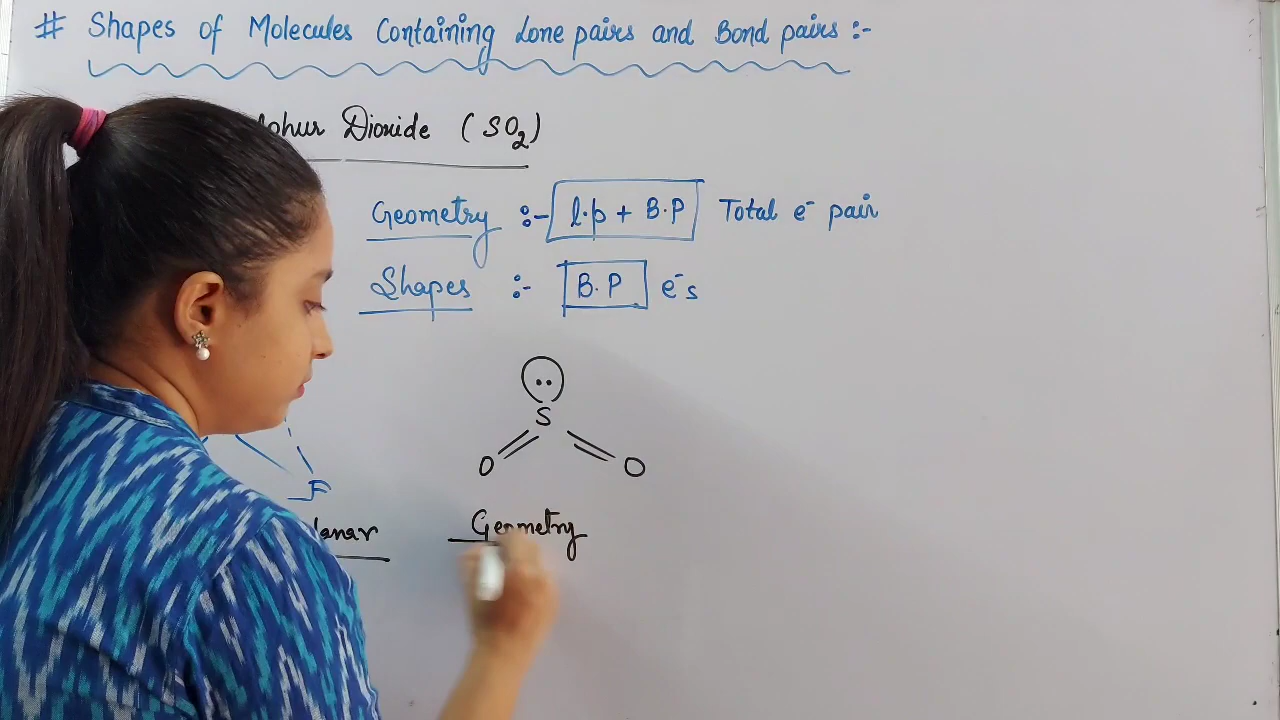 # Shapes of Molecules Containing Lone pairs and Bond pairs :-
Dioxide (SO2)
Geometry :- l.p + B.P Total e- pair
Shapes :- B.P e-s
S
O O
F
Geometry